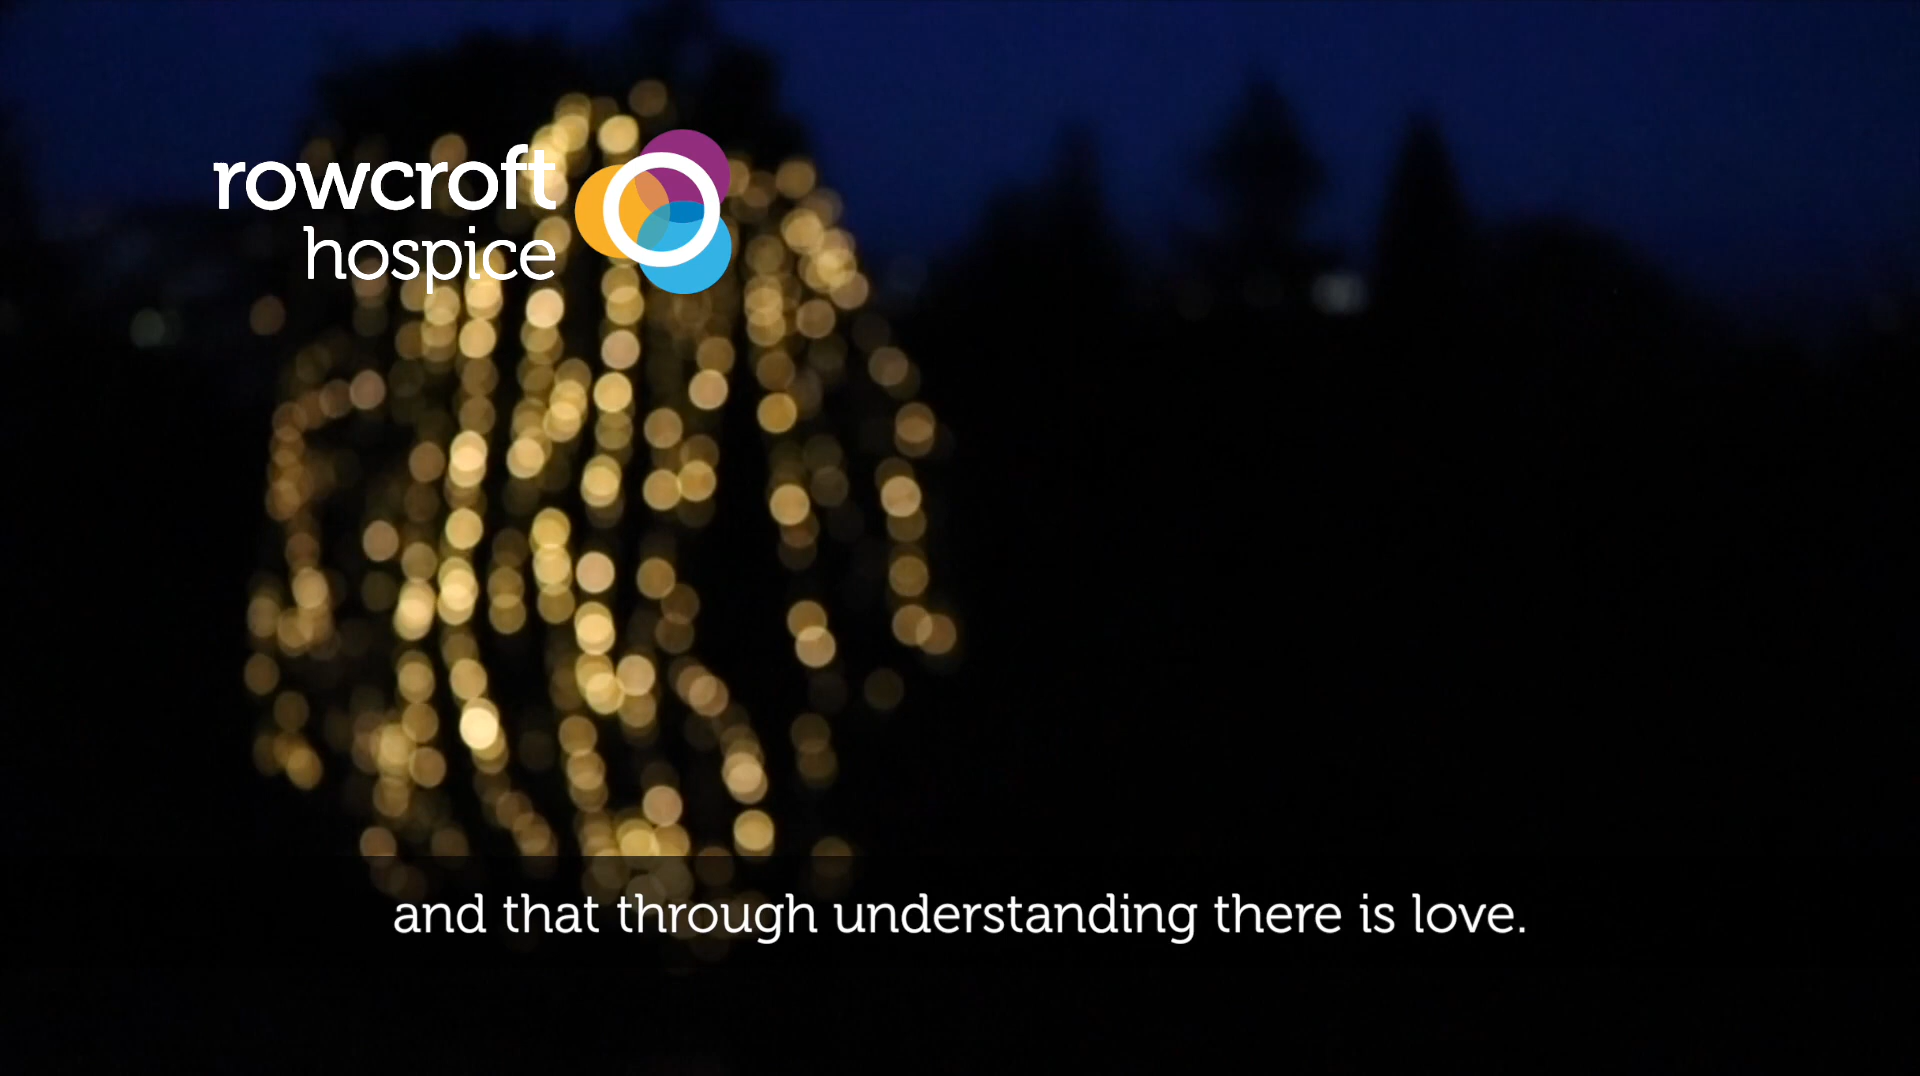 rowcroft
hospice
and that through understanding there is love.